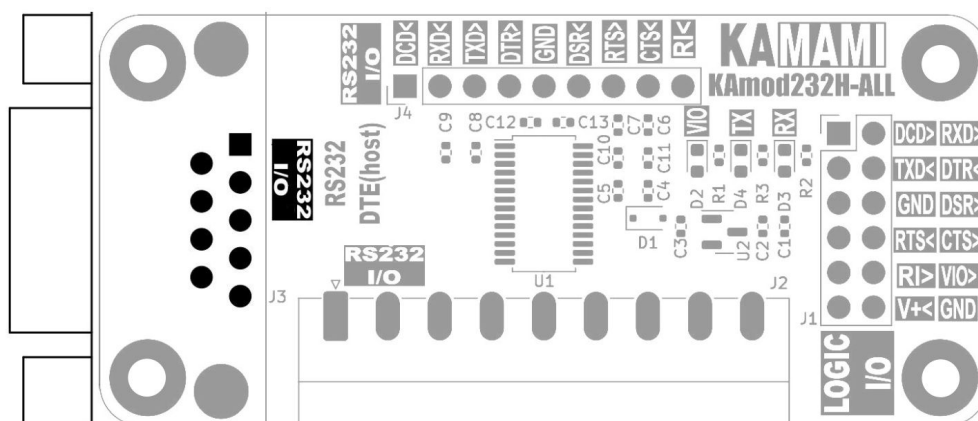 RS232
I/O
DCD<
RXD<
TXD>
DTR>
GND
DSR<
RTS>
CTS<
RI<
KAMAMI
KAmod232H-ALL
J4
C9
C8
C12
C13
C7
C6
VIO
TX
RX
DCD> RXD>
TXD< DTR<
GND DSR>
RTS< CTS>
RI> VIO>
V+< GND
RS232
I/O
RS232
DTE(host)
C10
C11
C5
C4
D2
R1
D4
R3
D3
R2
D1
C3
U2
C2
C1
RS232
I/O
U1
J3
J2
J1
LOGIC
I/O